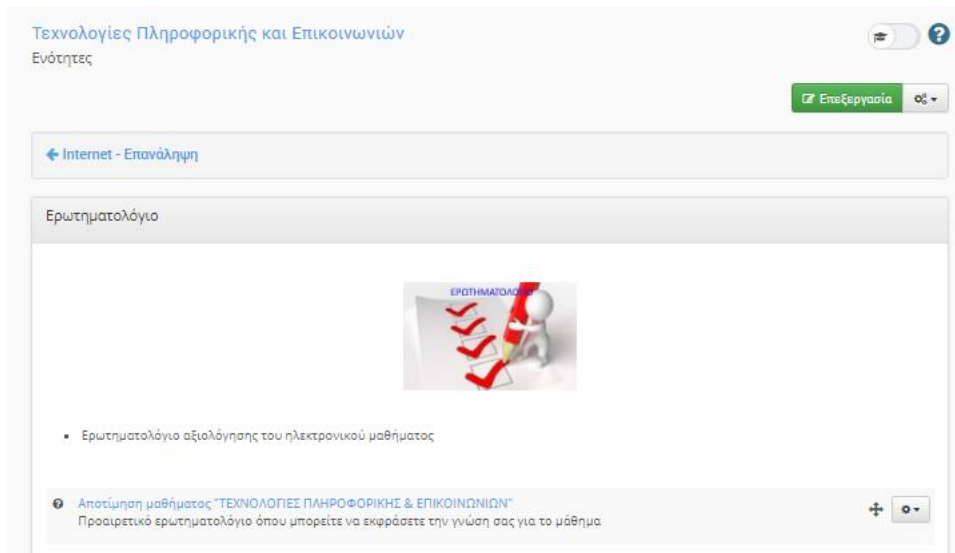 Τεχνολογίες Πληροφορικής και Επικοινωνιών
Ενότητες
Επεξεργασία
Internet - Επανάληψη
Ερωτηματολόγιο
ΕΡΩΤΗΜΑΤΟΛΟΓΙΟ
Ερωτηματολόγιο αξιολόγησης του ηλεκτρονικού μαθήματος
Αποτίμηση μαθήματος "ΤΕΧΝΟΛΟΓΙΕΣ ΠΛΗΡΟΦΟΡΙΚΗΣ & ΕΠΙΚΟΙΝΩΝΙΩΝ"
Προαιρετικό ερωτηματολόγιο όπου μπορείτε να εκφράσετε την γνώση σας για το μάθημα